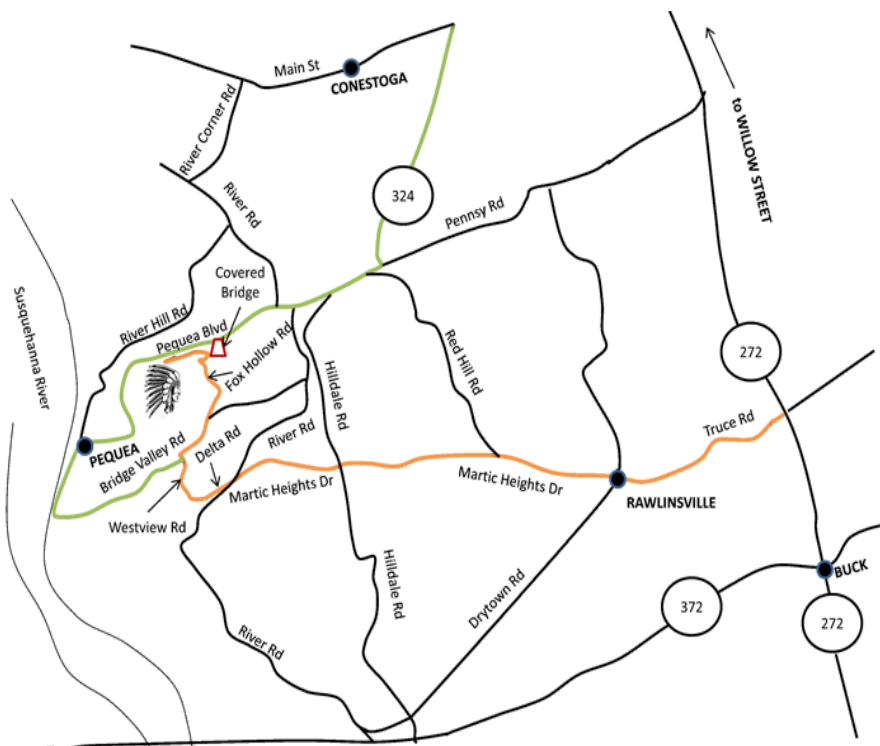 Main St
CONESTOGA
River Corner Rd
to WILLOW STREET
324
River Rd
Pennsy Rd
Covered
Bridge
Susquehanna River
River Hill Rd
Pequea Blvd
Fox Hollow Rd
Red Hill Rd
272
Hilldale Rd
Truce Rd
PEQUEA
Bridge Valley Rd
Delta Rd
River Rd
Martic Heights Dr
Martic Heights Dr
RAWLINSVILLE
Westview Rd
Hilldale Rd
Drytown Rd
BUCK
372
272
River Rd